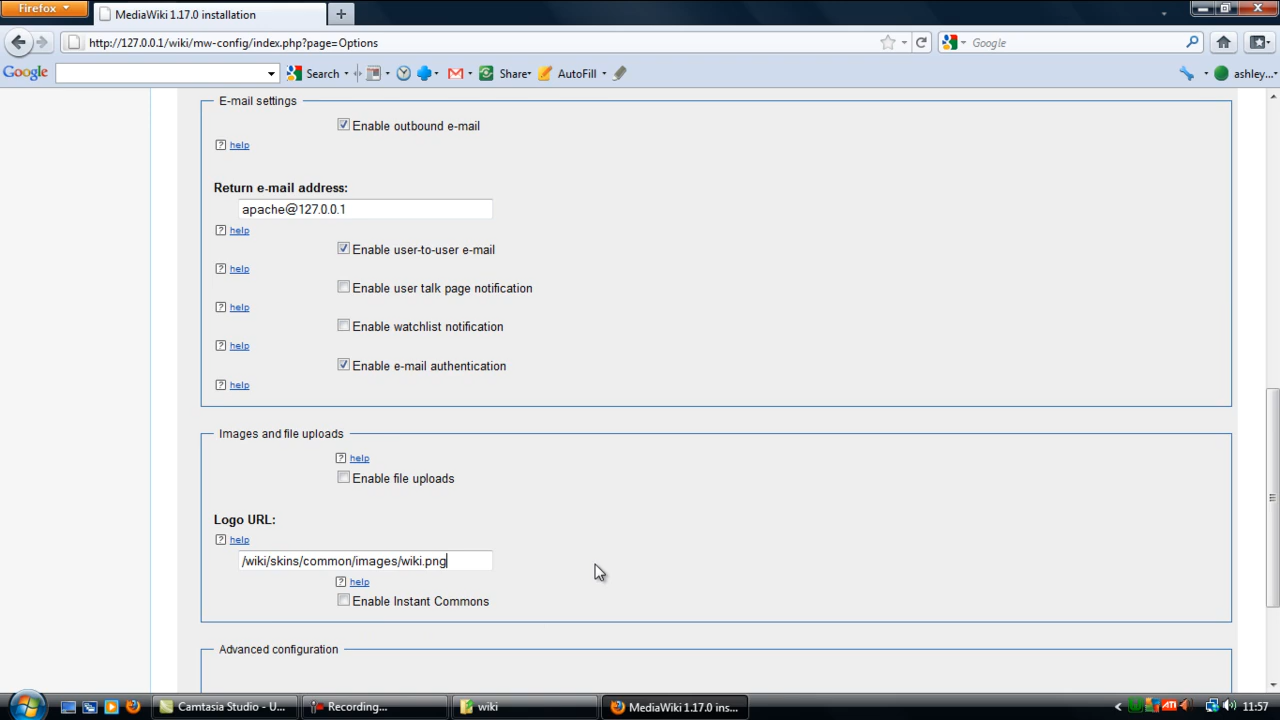 Firefox
MediaWiki 1.17.0 installation
http://127.0.0.1/wiki/mw-config/index.php?page=Options
Google
Google Search Share AutoFill ashley...
E-mail settings
Enable outbound e-mail
? help
Return e-mail address:
apache@127.0.0.1
? help
Enable user-to-user e-mail
? help
Enable user talk page notification
? help
Enable watchlist notification
? help
Enable e-mail authentication
? help
Images and file uploads
? help
Enable file uploads
Logo URL:
? help
/wiki/skins/common/images/wiki.png
? help
Enable Instant Commons
Advanced configuration
Camtasia Studio - U... Recording... wiki MediaWiki 1.17.0 ins... ATI 11:57